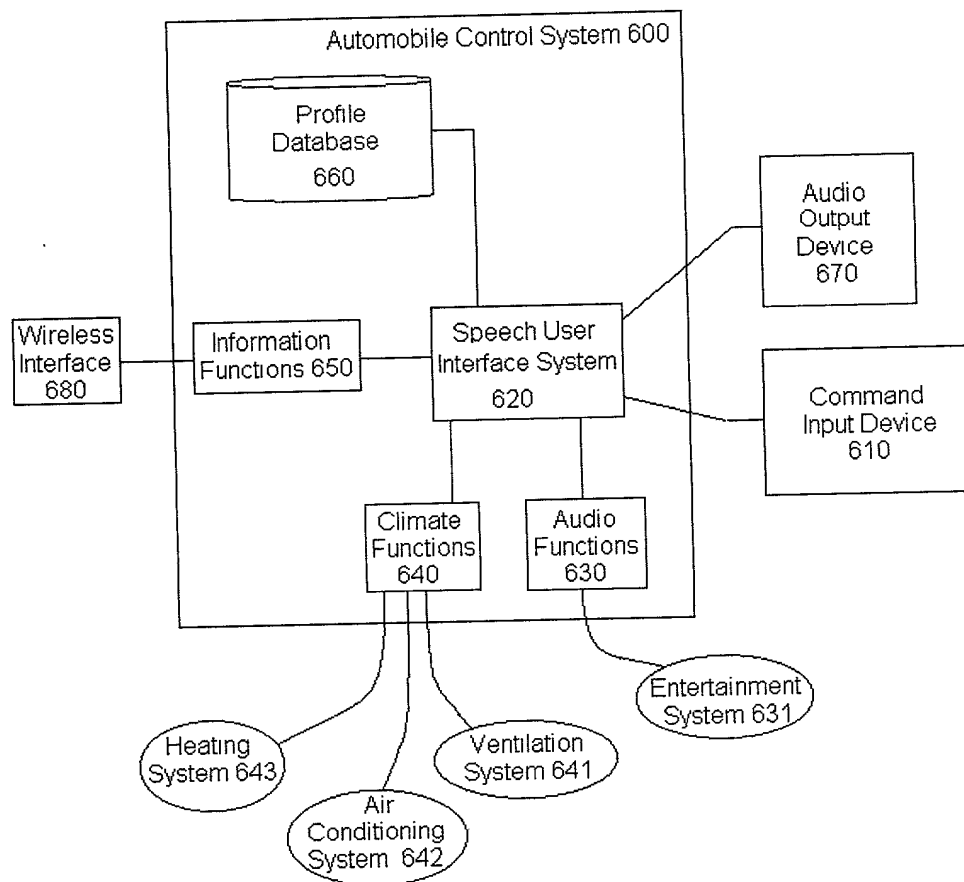 Automobile Control System 600
Profile
Database
660
Audio
Output
Device
670
Wireless
Interface
680
Information
Functions 650
Speech User
Interface System
620
Command
Input Device
610
Climate
Functions
640
Audio
Functions
630
Entertainment
System 631
Heating
System 643
Ventilation
System 641
Air
Conditioning
System 642